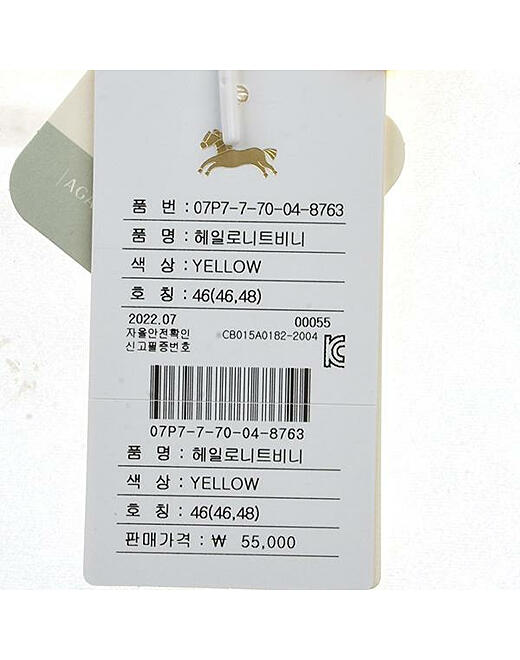 AGA
품 번 : 07P7-7-70-04-8763
품 명 : 헤일로니트비니
색 상 : YELLOW
호 칭 : 46(46,48)
2022.07 00055
자율안전확인 CB015A0182-2004
신고필증번호
07P7-7-70-04-8763
품 명 : 헤일로니트비니
색 상 : YELLOW
호 칭 : 46(46,48)
판매가격 : ₩ 55,000